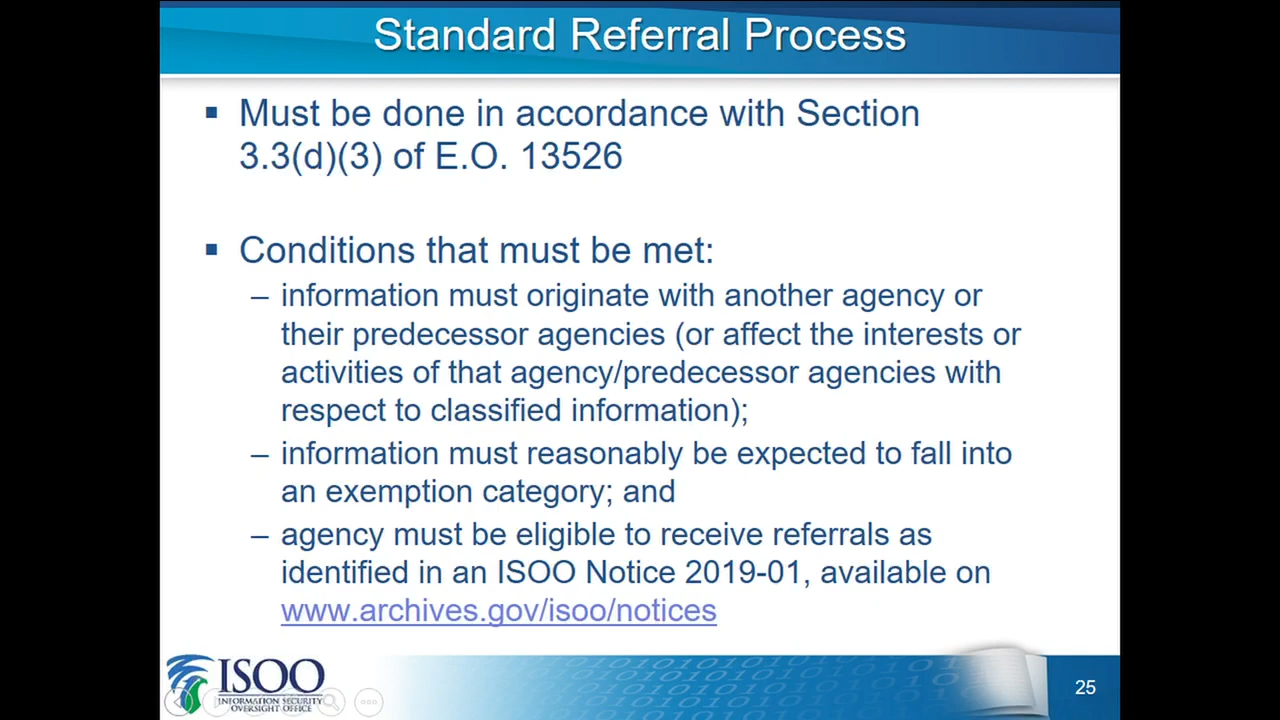 Standard Referral Process
▪ Must be done in accordance with Section
3.3(d)(3) of E.O. 13526
▪ Conditions that must be met:
– information must originate with another agency or
their predecessor agencies (or affect the interests or
activities of that agency/predecessor agencies with
respect to classified information);
– information must reasonably be expected to fall into
an exemption category; and
– agency must be eligible to receive referrals as
identified in an ISOO Notice 2019-01, available on
www.archives.gov/isoo/notices
ISOO
INFORMATION SECURITY
OVERSIGHT OFFICE
25